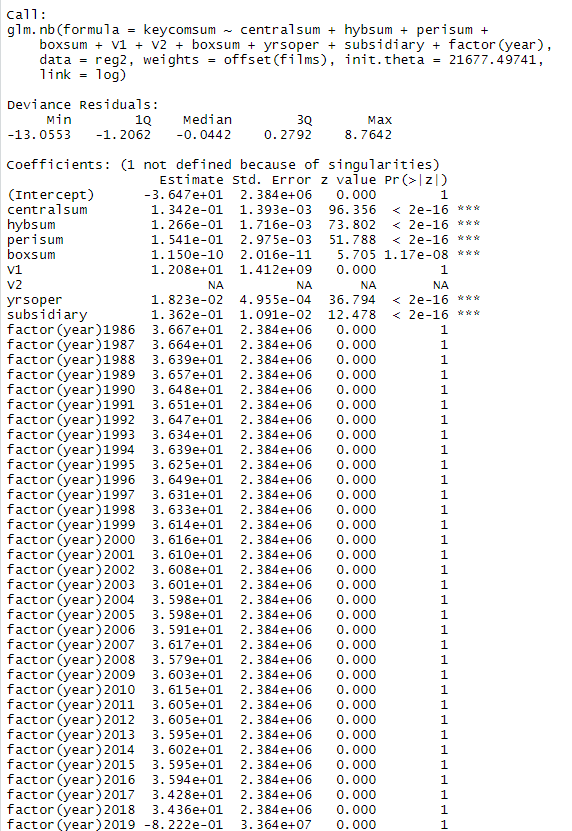 Call:
glm.nb(formula = keycomsum ~ centralsum + hybsum + perisum +
    boxsum + V1 + V2 + boxsum + yrsoper + subsidiary + factor(year),
    data = reg2, weights = offset(films), init.theta = 21677.49741,
    link = log)
Deviance Residuals:
     Min       1Q   Median       3Q      Max
-13.0553  -1.2062  -0.0442   0.2792   8.7642
Coefficients: (1 not defined because of singularities)
                   Estimate Std. Error z value Pr(>|z|)
(Intercept)      -3.647e+01  2.384e+06   0.000        1
centralsum        1.342e-01  1.393e-03  96.356  < 2e-16 ***
hybsum            1.266e-01  1.716e-03  73.802  < 2e-16 ***
perisum           1.541e-01  2.975e-03  51.788  < 2e-16 ***
boxsum            1.150e-10  2.016e-11   5.705 1.17e-08 ***
V1                1.208e+01  1.412e+09   0.000        1
V2                       NA         NA      NA       NA
yrsoper           1.823e-02  4.955e-04  36.794  < 2e-16 ***
subsidiary        1.362e-01  1.091e-02  12.478  < 2e-16 ***
factor(year)1986  3.667e+01  2.384e+06   0.000        1
factor(year)1987  3.664e+01  2.384e+06   0.000        1
factor(year)1988  3.639e+01  2.384e+06   0.000        1
factor(year)1989  3.657e+01  2.384e+06   0.000        1
factor(year)1990  3.648e+01  2.384e+06   0.000        1
factor(year)1991  3.651e+01  2.384e+06   0.000        1
factor(year)1992  3.647e+01  2.384e+06   0.000        1
factor(year)1993  3.634e+01  2.384e+06   0.000        1
factor(year)1994  3.639e+01  2.384e+06   0.000        1
factor(year)1995  3.625e+01  2.384e+06   0.000        1
factor(year)1996  3.649e+01  2.384e+06   0.000        1
factor(year)1997  3.631e+01  2.384e+06   0.000        1
factor(year)1998  3.633e+01  2.384e+06   0.000        1
factor(year)1999  3.614e+01  2.384e+06   0.000        1
factor(year)2000  3.616e+01  2.384e+06   0.000        1
factor(year)2001  3.610e+01  2.384e+06   0.000        1
factor(year)2002  3.608e+01  2.384e+06   0.000        1
factor(year)2003  3.601e+01  2.384e+06   0.000        1
factor(year)2004  3.598e+01  2.384e+06   0.000        1
factor(year)2005  3.598e+01  2.384e+06   0.000        1
factor(year)2006  3.591e+01  2.384e+06   0.000        1
factor(year)2007  3.617e+01  2.384e+06   0.000        1
factor(year)2008  3.579e+01  2.384e+06   0.000        1
factor(year)2009  3.603e+01  2.384e+06   0.000        1
factor(year)2010  3.615e+01  2.384e+06   0.000        1
factor(year)2011  3.605e+01  2.384e+06   0.000        1
factor(year)2012  3.605e+01  2.384e+06   0.000        1
factor(year)2013  3.595e+01  2.384e+06   0.000        1
factor(year)2014  3.602e+01  2.384e+06   0.000        1
factor(year)2015  3.595e+01  2.384e+06   0.000        1
factor(year)2016  3.594e+01  2.384e+06   0.000        1
factor(year)2017  3.428e+01  2.384e+06   0.000        1
factor(year)2018  3.436e+01  2.384e+06   0.000        1
factor(year)2019 -8.222e-01  3.364e+07   0.000        1